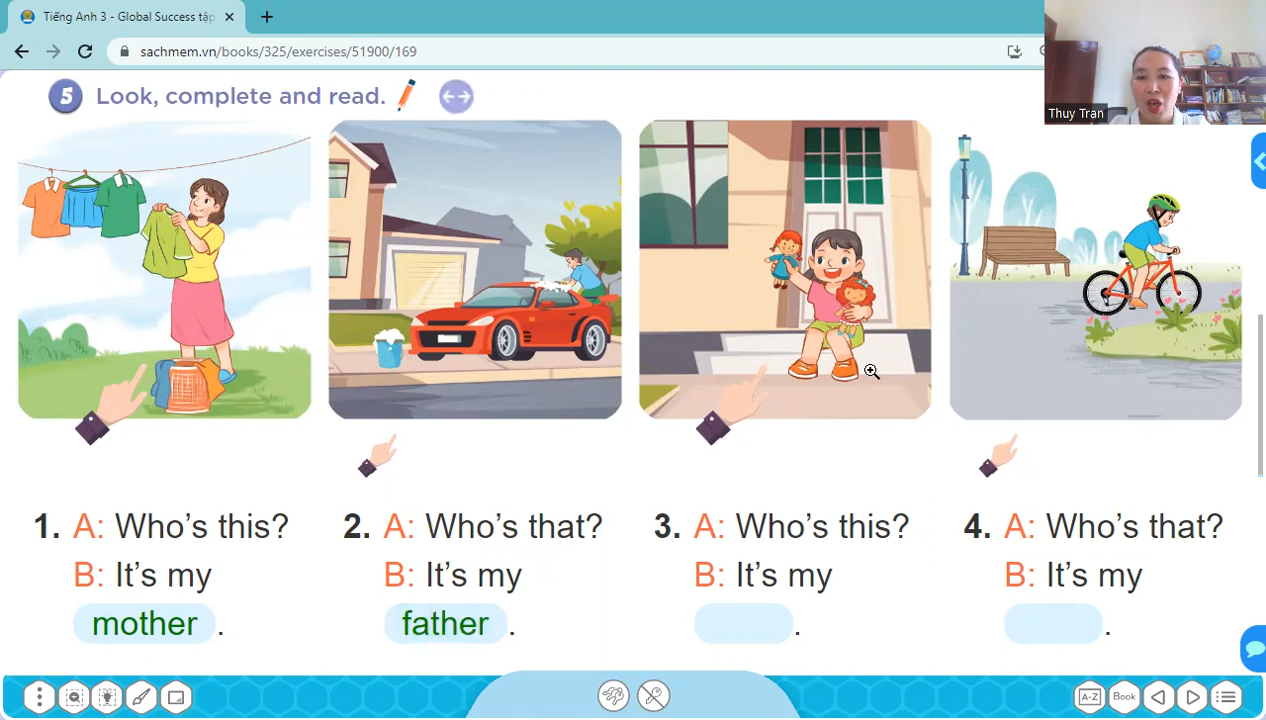 Tiếng Anh 3 - Global Success tập
sachmem.vn/books/325/exercises/51900/169
Thuy Tran
5 Look, complete and read.
1. A: Who's this?
B: It's my
mother .
2. A: Who's that?
B: It's my
father .
3. A: Who's this?
B: It's my
.
4. A: Who's that?
B: It's my
.
A-Z
Book